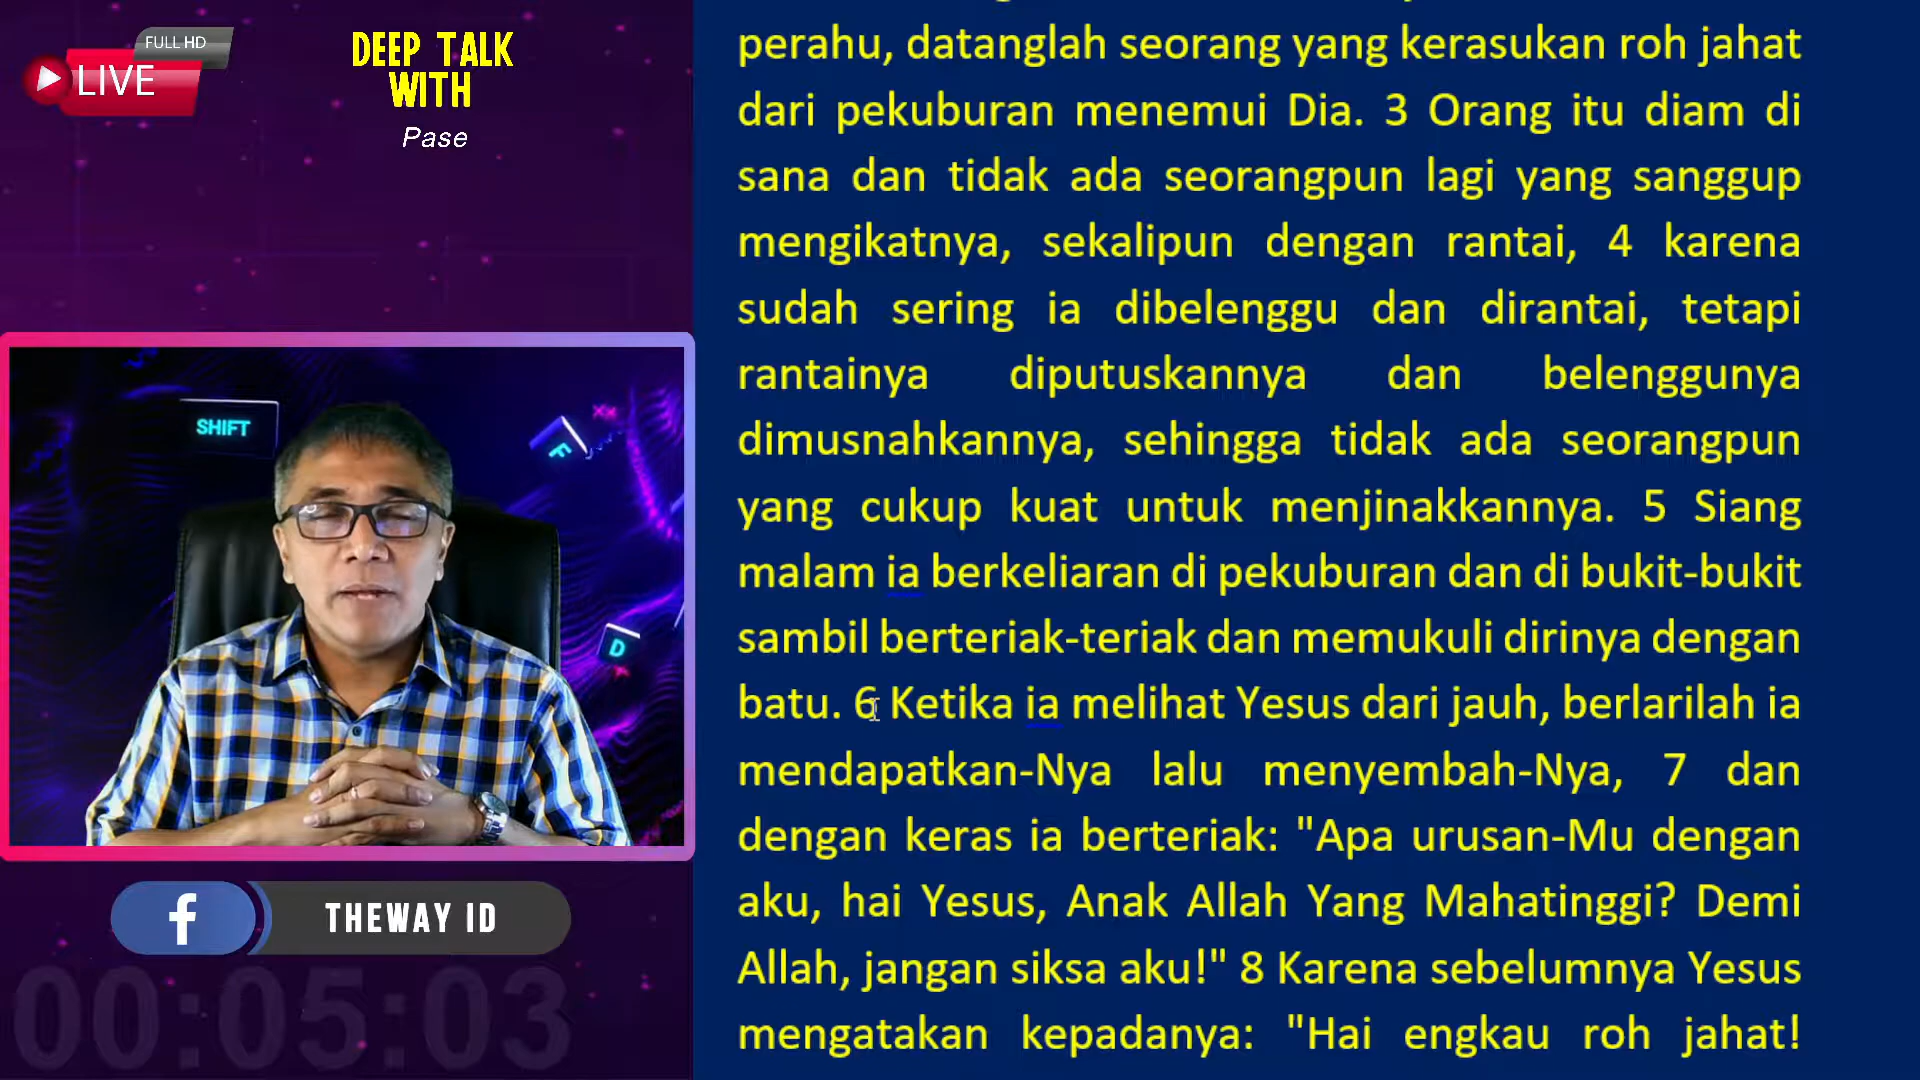 FULL HD
LIVE
DEEP TALK
WITH
Pase
SHIFT
F
D
THEWAY ID
00:05:03
perahu, datanglah seorang yang kerasukan roh jahat
dari pekuburan menemui Dia. 3 Orang itu diam di
sana dan tidak ada seorangpun lagi yang sanggup
mengikatnya, sekalipun dengan rantai, 4 karena
sudah sering ia dibelenggu dan dirantai, tetapi
rantainya diputuskannya dan belenggunya
dimusnahkannya, sehingga tidak ada seorangpun
yang cukup kuat untuk menjinakkannya. 5 Siang
malam ia berkeliaran di pekuburan dan di bukit-bukit
sambil berteriak-teriak dan memukuli dirinya dengan
batu. 6 Ketika ia melihat Yesus dari jauh, berlarilah ia
mendapatkan-Nya lalu menyembah-Nya, 7 dan
dengan keras ia berteriak: "Apa urusan-Mu dengan
aku, hai Yesus, Anak Allah Yang Mahatinggi? Demi
Allah, jangan siksa aku!" 8 Karena sebelumnya Yesus
mengatakan kepadanya: "Hai engkau roh jahat!